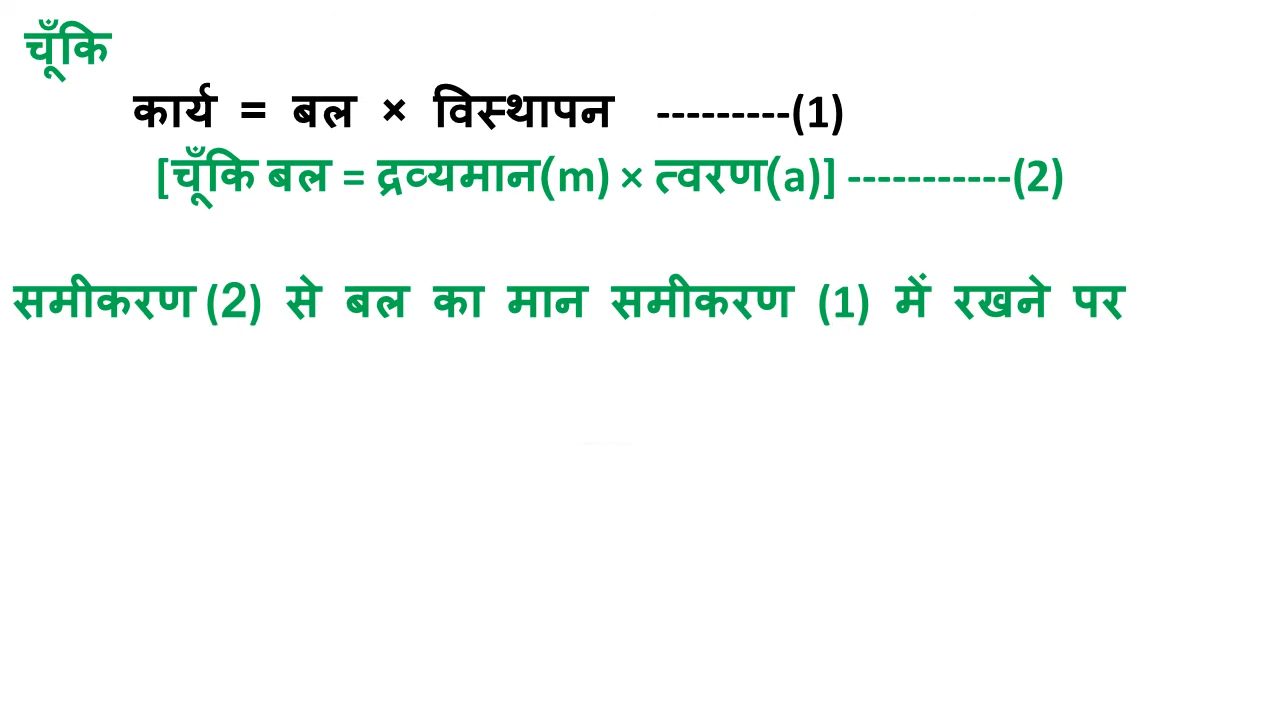 चूँकि
कार्य = बल × विस्थापन ---------(1)
[चूँकि बल = द्रव्यमान(m) × त्वरण(a)] -----------(2)
समीकरण (2) से बल का मान समीकरण (1) में रखने पर